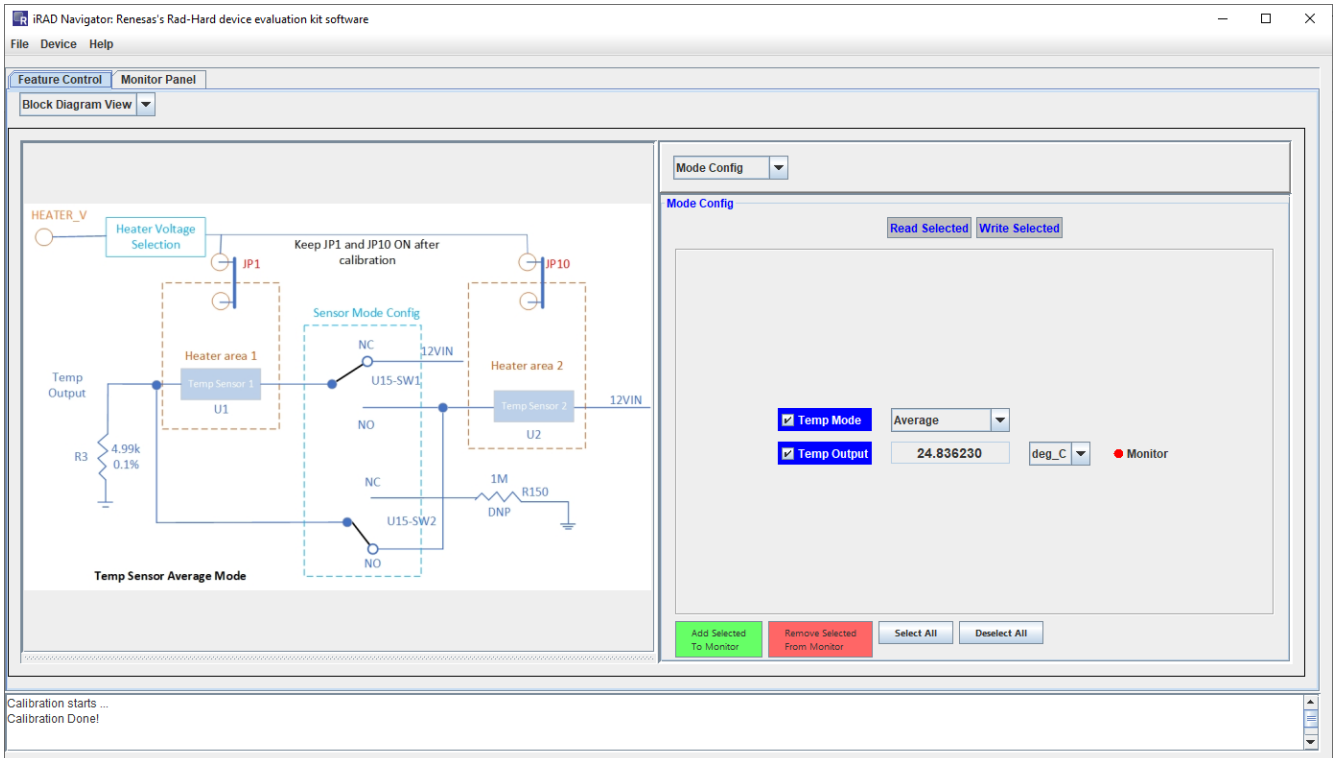 iRAD Navigator: Renesas's Rad-Hard device evaluation kit software
File Device Help
Feature Control Monitor Panel
Block Diagram View
HEATER_V
Heater Voltage
Selection
Keep JP1 and JP10 ON after
calibration
JP1
JP10
Sensor Mode Config
Heater area 1
NC
12VIN
Heater area 2
Temp
Output
Temp Sensor 1
U15-SW1
Temp Sensor 2
12VIN
U1
NO
U2
R3
4.99k
0.1%
NC
1M
R150
DNP
U15-SW2
NO
Temp Sensor Average Mode
Mode Config
Mode Config
Read Selected Write Selected
Temp Mode Average
Temp Output 24.836230 deg_C Monitor
Add Selected
To Monitor
Remove Selected
From Monitor
Select All
Deselect All
Calibration starts ...
Calibration Done!